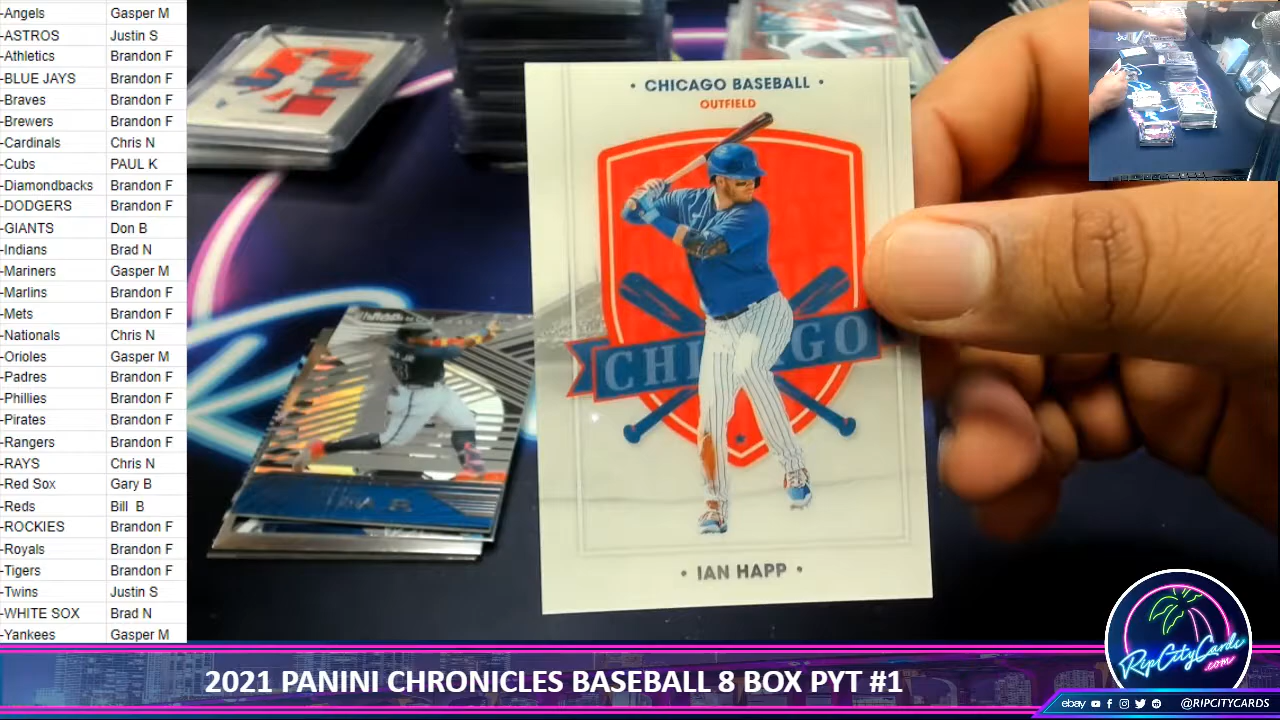 -Angels Gasper M
-ASTROS Justin S
-Athletics Brandon F
-BLUE JAYS Brandon F
-Braves Brandon F
-Brewers Brandon F
-Cardinals Chris N
-Cubs PAUL K
-Diamondbacks Brandon F
-DODGERS Brandon F
-GIANTS Don B
-Indians Brad N
-Mariners Gasper M
-Marlins Brandon F
-Mets Brandon F
-Nationals Chris N
-Orioles Gasper M
-Padres Brandon F
-Phillies Brandon F
-Pirates Brandon F
-Rangers Brandon F
-RAYS Chris N
-Red Sox Gary B
-Reds Bill B
-ROCKIES Brandon F
-Royals Brandon F
-Tigers Brandon F
-Twins Justin S
-WHITE SOX Brad N
-Yankees Gasper M
• CHICAGO BASEBALL •
OUTFIELD
CHICAGO
• IAN HAPP •
2021 PANINI CHRONICLES BASEBALL 8 BOX PYT #1
RipCityCards
.com
ebay @RIPCITYCARDS